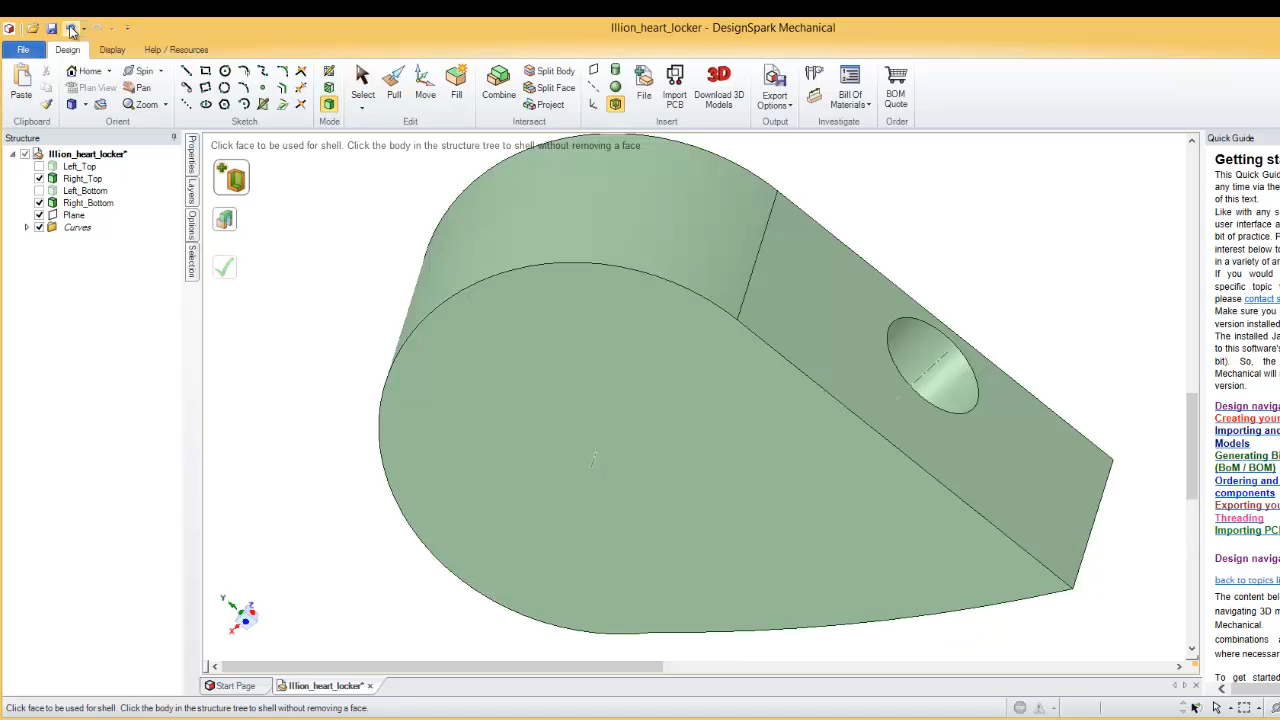 Illion_heart_locker - DesignSpark Mechanical
File
Design
Display
Help / Resources
Paste
Home
Plan View
Spin
Pan
Zoom
Select
Pull
Move
Fill
Combine
Split Body
Split Face
Project
File
Import PCB
Download 3D Models
Export Options
Bill Of Materials
BOM Quote
Clipboard
Orient
Sketch
Mode
Edit
Intersect
Insert
Output
Investigate
Order
Structure
Illion_heart_locker*
Left_Top
Right_Top
Left_Bottom
Right_Bottom
Plane
Curves
Properties
Layers
Options
Selection
Click face to be used for shell. Click the body in the structure tree to shell without removing a face.
Y
Z
X
Quick Guide
Getting sta
This Quick Guide
any time via the
of this text.
Like with any s
user interface a
bit of practice. F
interest below to
in a variety of ar
If you would
specific topic
please contact s
Make sure you
version installed
The installed Ja
to this software's
bit). So, the
Mechanical will
version.
Design naviga
Creating your
Importing and
Models
Generating Bi
(BoM / BOM)
Ordering and
components
Exporting you
Threading
Importing PC
Design naviga
back to topics li
The content bel
navigating 3D m
Mechanical.
combinations a
where necessar
To get started
Start Page
Illion_heart_locker*
Click face to be used for shell. Click the body in the structure tree to shell without removing a face.